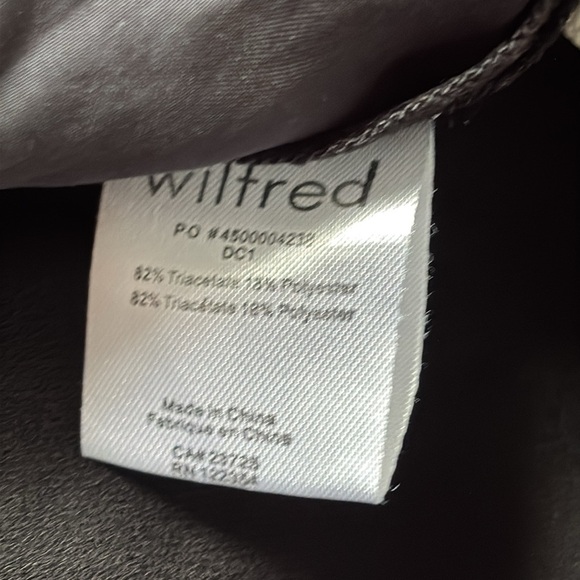 wilfred
PO #4500004239
DC1
82% Triacetate 18% Polyester
82% Triacétate 18% Polyester
Made in China
Fabriqué en Chine
CA# 23725
RN 122354